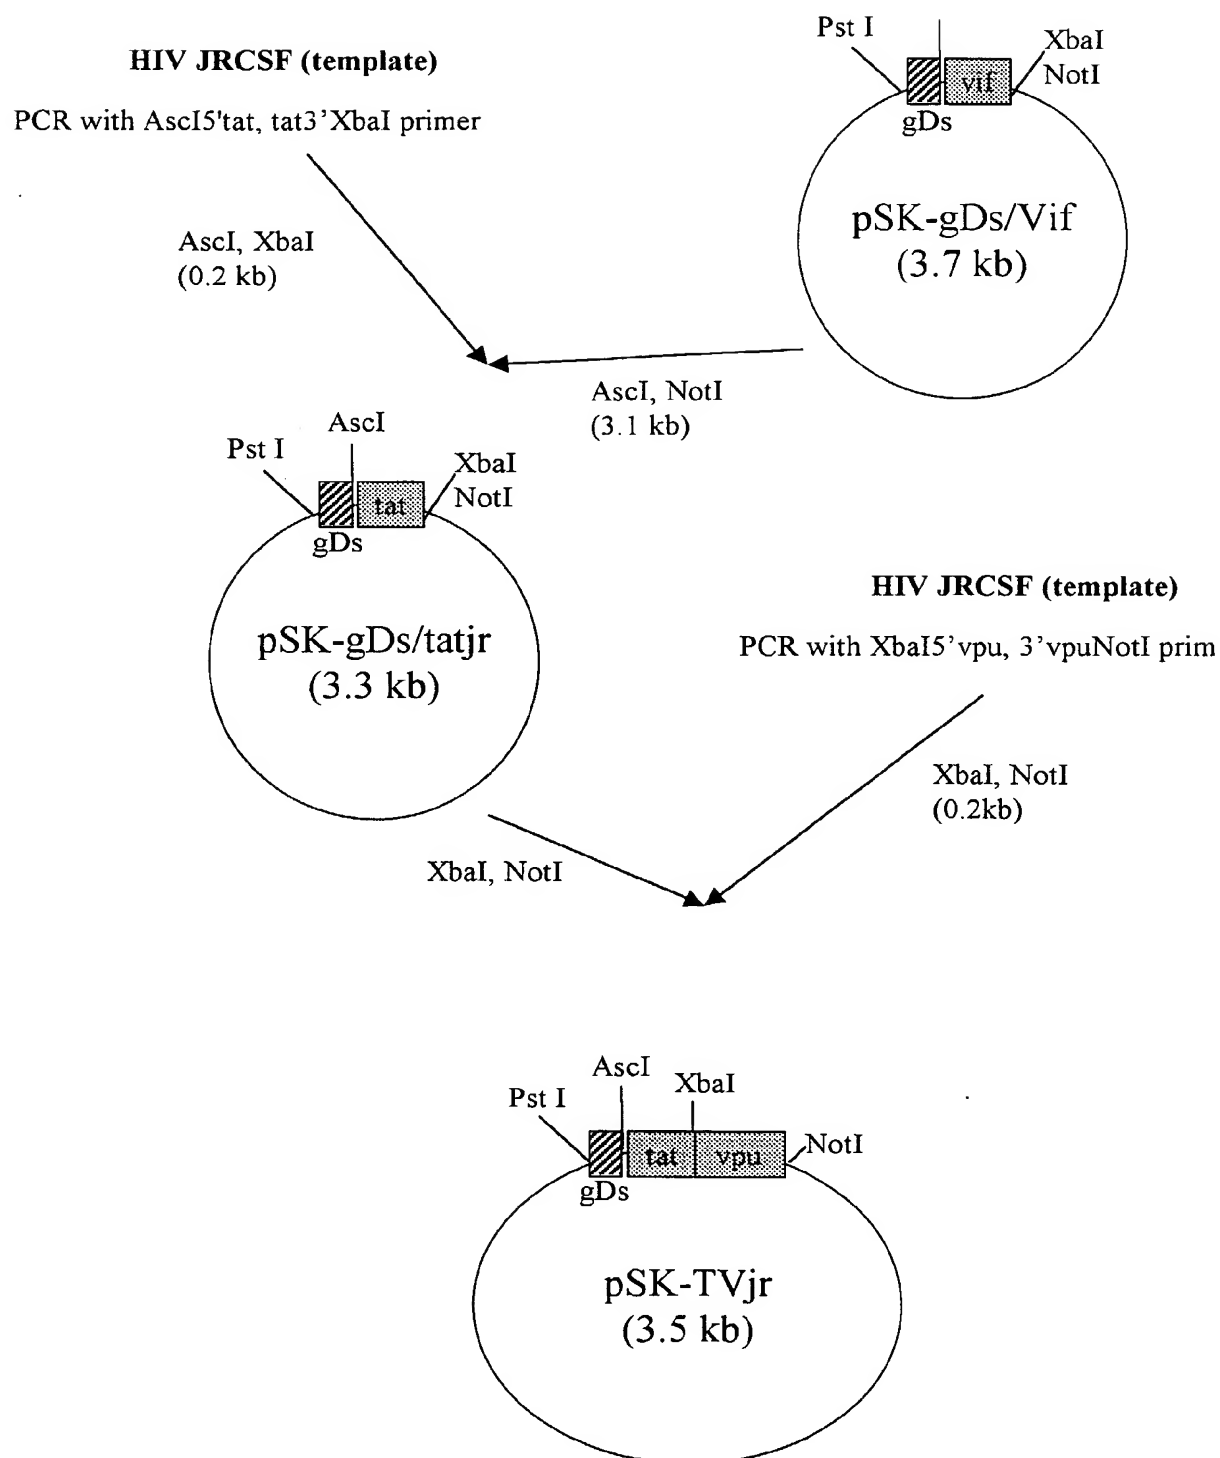 HIV JRCSF (template)
PCR with AscI5'tat, tat3'XbaI primer
AscI, XbaI
(0.2 kb)
Pst I
XbaI
NotI
vif
gDs
pSK-gDs/Vif
(3.7 kb)
AscI, NotI
(3.1 kb)
AscI
Pst I
XbaI
NotI
tat
gDs
pSK-gDs/tatjr
(3.3 kb)
HIV JRCSF (template)
PCR with XbaI5'vpu, 3'vpuNotI prim
XbaI, NotI
(0.2kb)
XbaI, NotI
AscI
XbaI
Pst I
NotI
tat
vpu
gDs
pSK-TVjr
(3.5 kb)